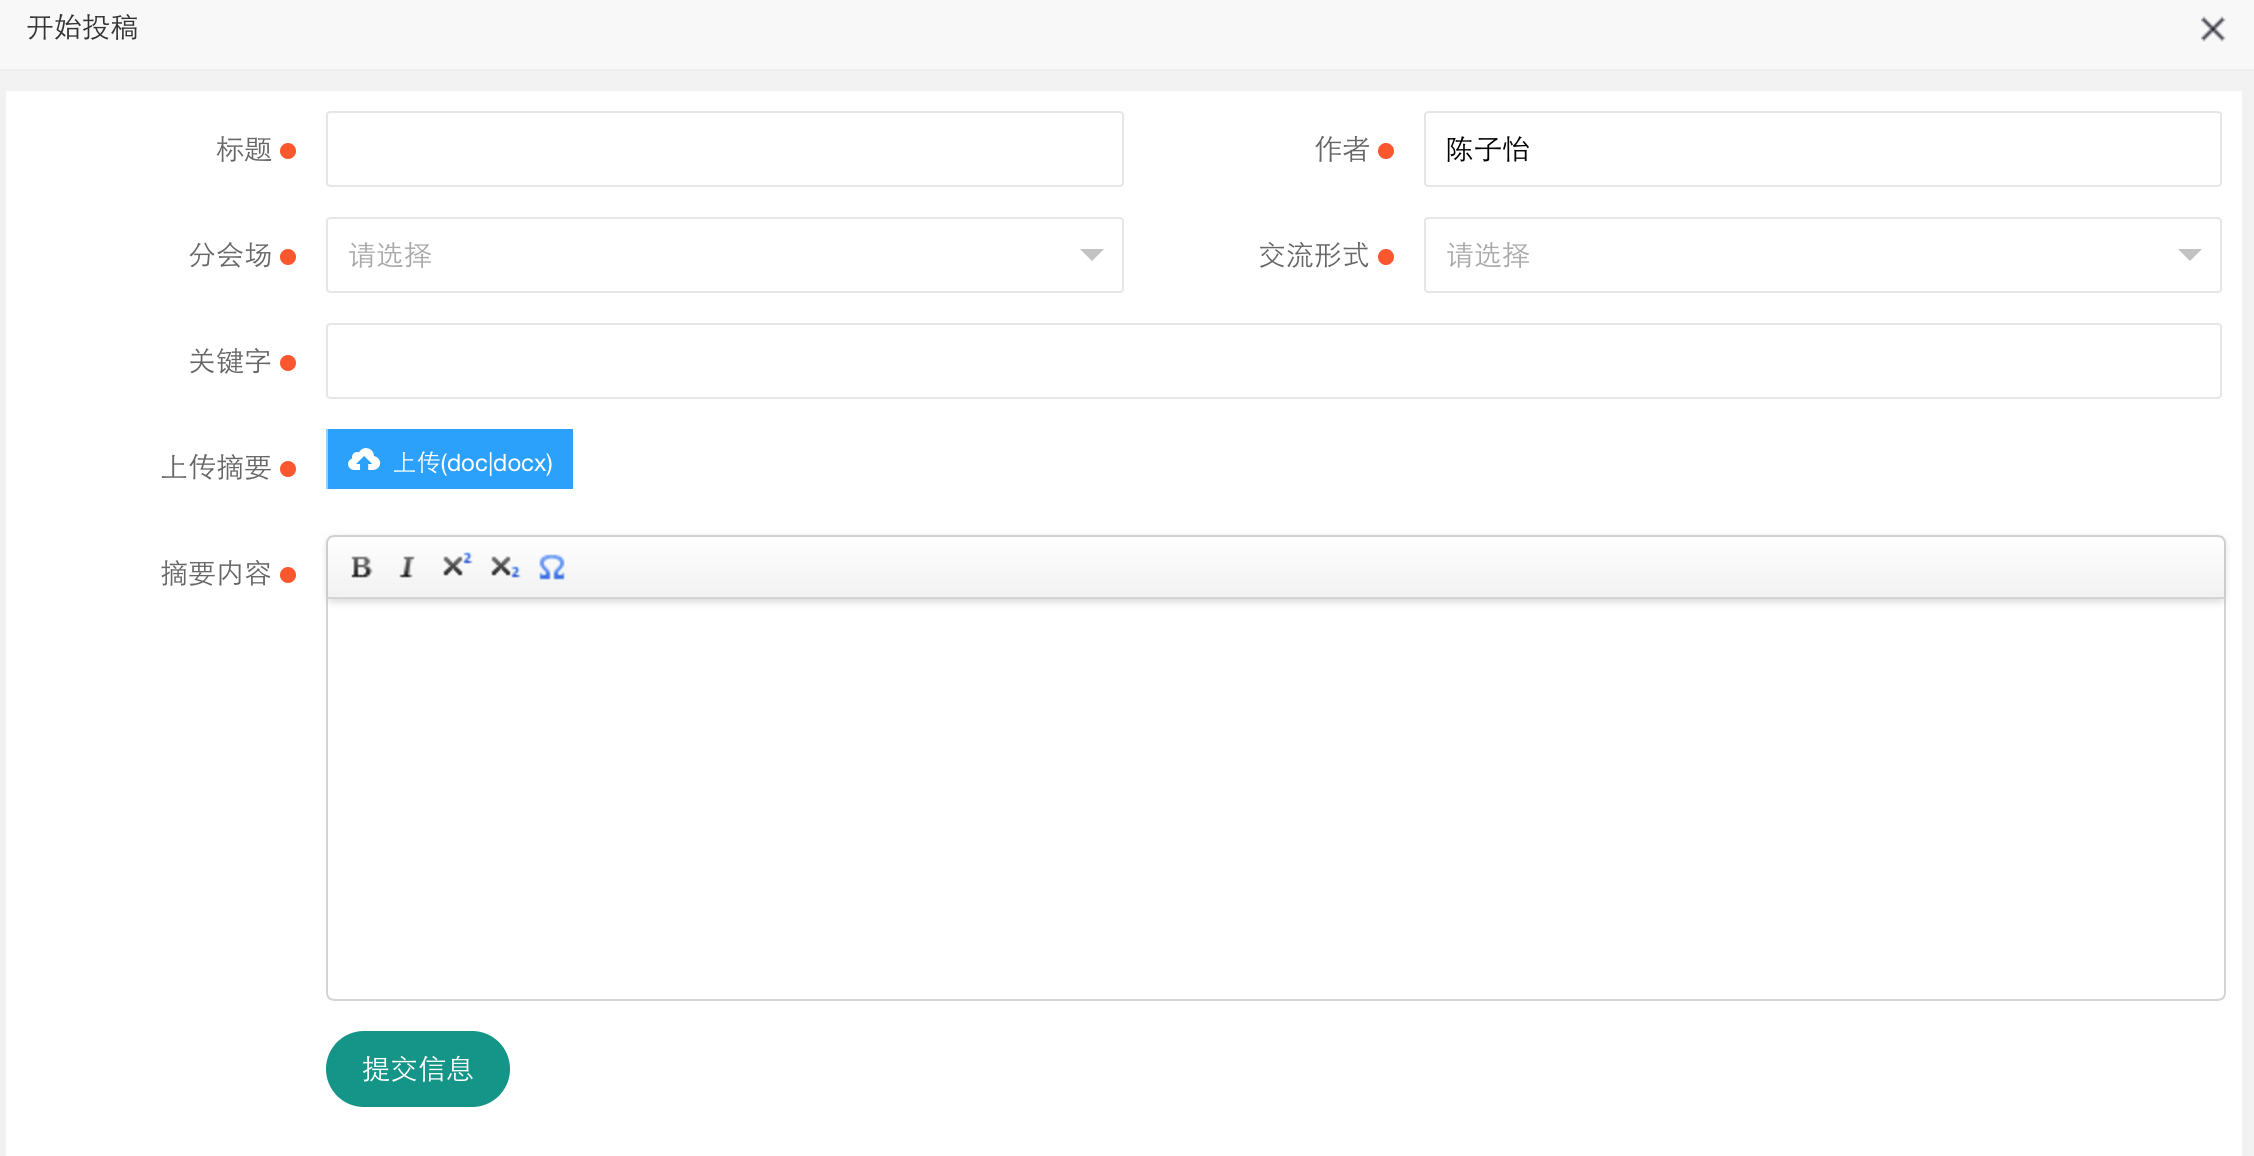 开始投稿
标题 作者 陈子怡
分会场 请选择 交流形式 请选择
关键字
上传摘要 上传(doc|docx)
摘要内容 B I X² X₂ Ω
提交信息